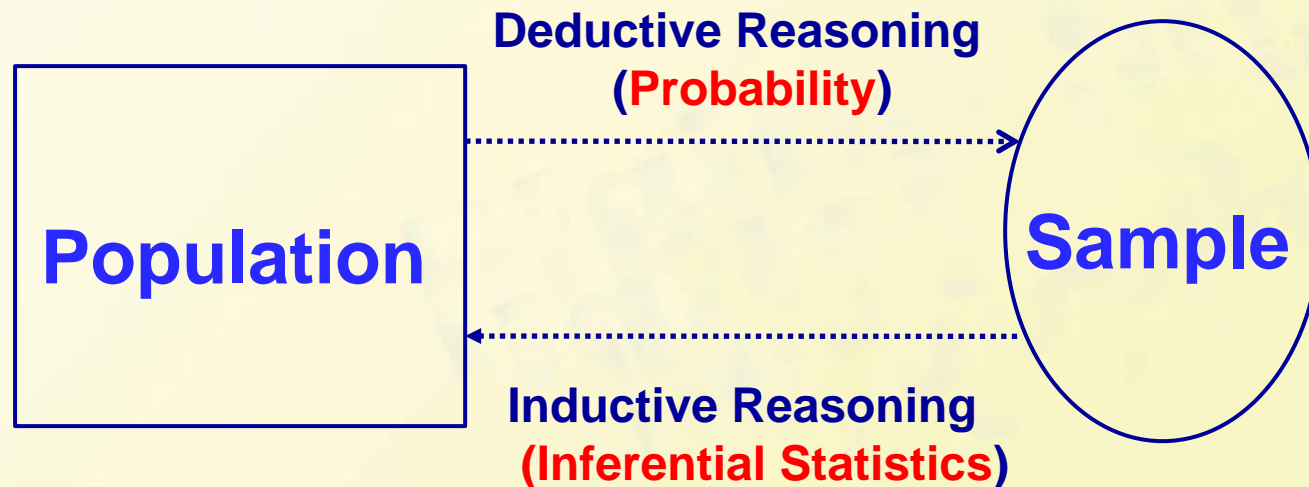 Deductive Reasoning
(Probability)
Population
Sample
Inductive Reasoning
(Inferential Statistics)